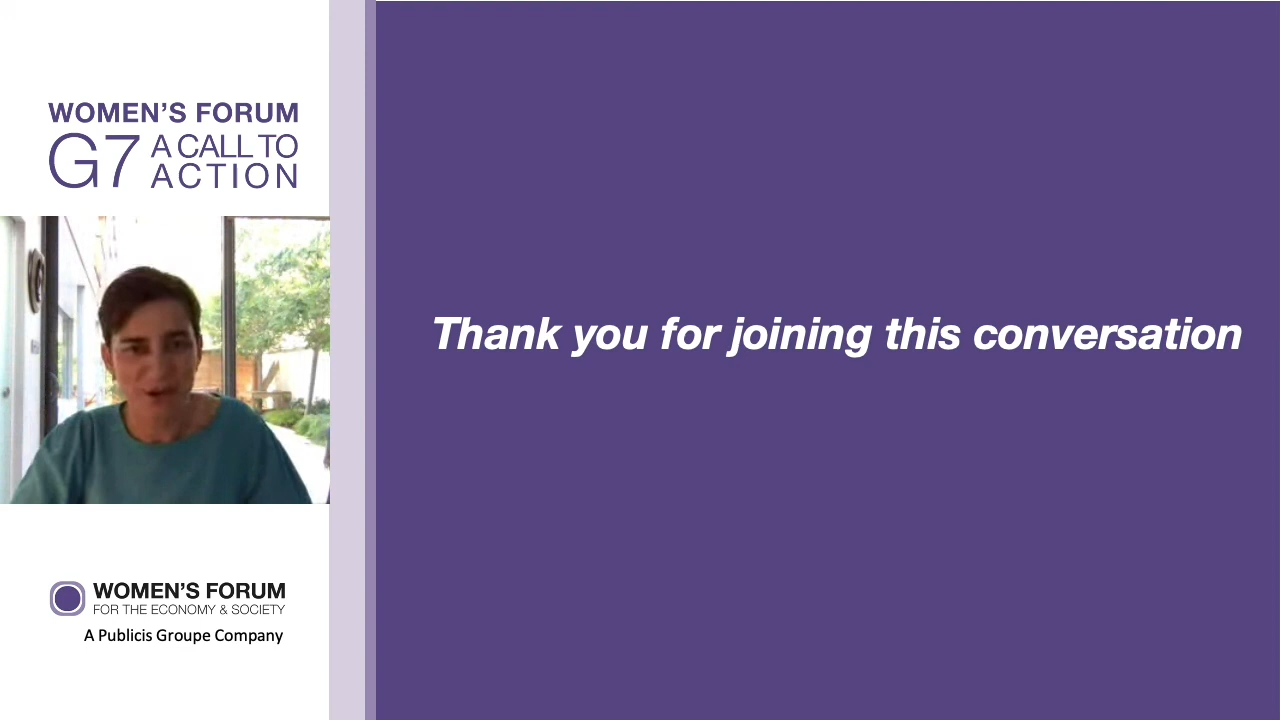 WOMEN'S FORUM
G7 A CALL TO
ACTION
Thank you for joining this conversation
WOMEN'S FORUM
FOR THE ECONOMY & SOCIETY
A Publicis Groupe Company